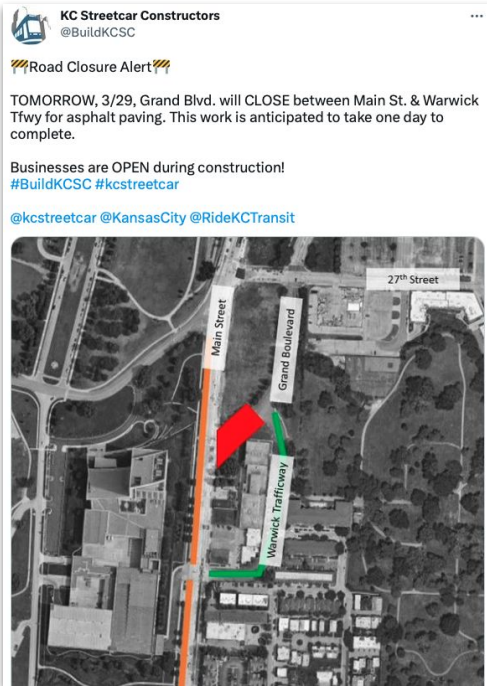 KC Streetcar Constructors
@BuildKCSC
🚧Road Closure Alert🚧
TOMORROW, 3/29, Grand Blvd. will CLOSE between Main St. & Warwick
Tfwy for asphalt paving. This work is anticipated to take one day to
complete.
Businesses are OPEN during construction!
#BuildKCSC #kcstreetcar
@kcstreetcar @KansasCity @RideKCTransit
27th Street
Main Street
Grand Boulevard
Warwick Trafficway